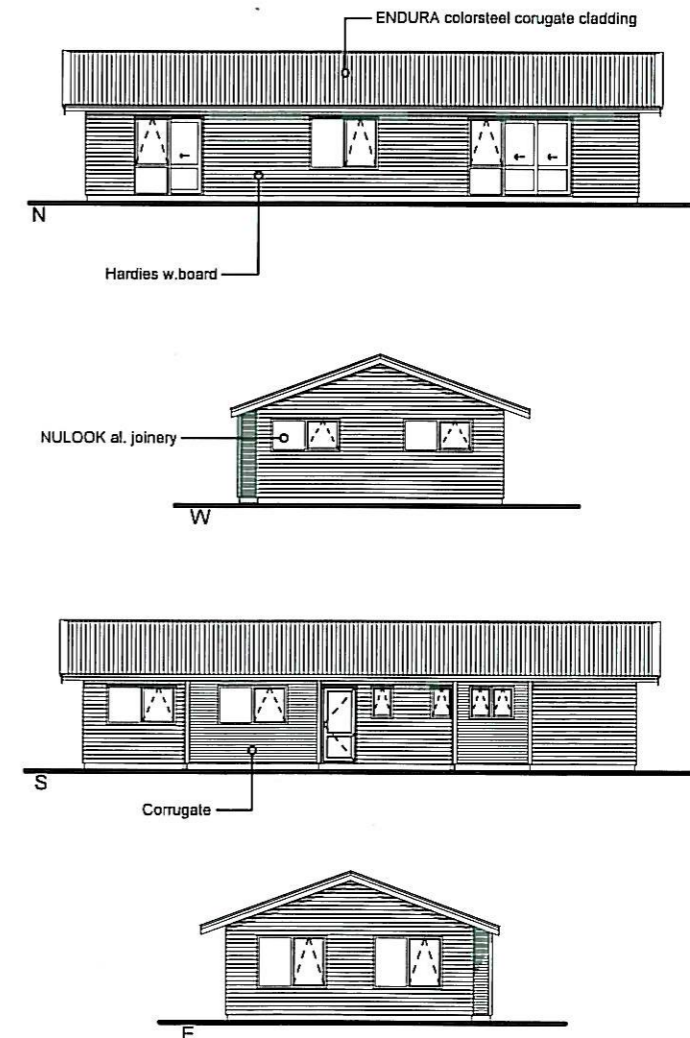 ENDURA colorsteel corugate cladding
N
Hardies w.board
NULOOK al. joinery
W
S
Corrugate
E